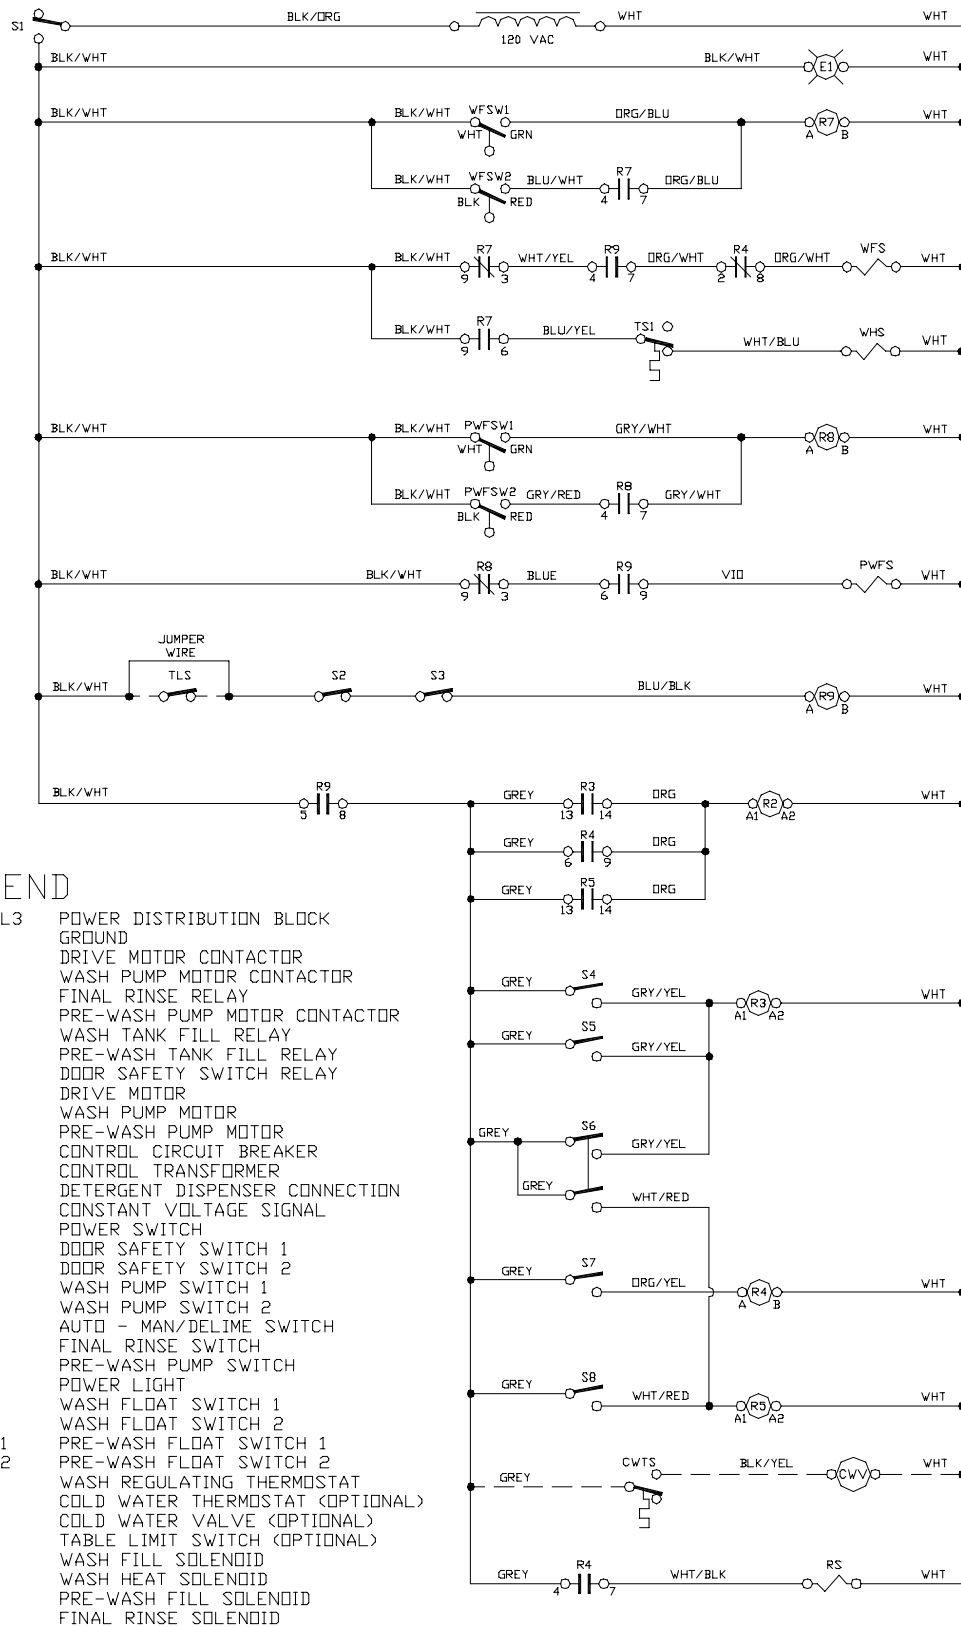 S1 BLK/ORG WHT WHT
120 VAC
BLK/WHT BLK/WHT E1 WHT
BLK/WHT BLK/WHT WFSW1 ORG/BLU R7 WHT
WHT GRN A B
BLK/WHT WFSW2 BLU/WHT R7 ORG/BLU
BLK RED 4 7
BLK/WHT BLK/WHT R7 WHT/YEL R9 ORG/WHT R4 ORG/WHT WFS WHT
9 3 4 7 2 8
BLK/WHT R7 BLU/YEL TS1 WHT/BLU WHS WHT
9 6
BLK/WHT BLK/WHT PWFSW1 GRY/WHT R8 WHT
WHT GRN A B
BLK/WHT PWFSW2 GRY/RED R8 GRY/WHT
BLK RED 4 7
BLK/WHT BLK/WHT R8 BLUE R9 VIO PWFS WHT
9 3 6 9
JUMPER
WIRE
BLK/WHT TLS S2 S3 BLU/BLK R9 WHT
A B
BLK/WHT R9 GREY R3 ORG R2 WHT
5 8 13 14 A1 A2
GREY R4 ORG
6 9
GREY R5 ORG
13 14
GREY S4 GRY/YEL R3 WHT
A1 A2
GREY S5 GRY/YEL
GREY S6 GRY/YEL
GREY WHT/RED
GREY S7 ORG/YEL R4 WHT
A B
GREY S8 WHT/RED R5 WHT
A1 A2
GREY CWTS BLK/YEL CWV WHT
GREY R4 WHT/BLK RS WHT
4 7
END
L3 POWER DISTRIBUTION BLOCK
GROUND
DRIVE MOTOR CONTACTOR
WASH PUMP MOTOR CONTACTOR
FINAL RINSE RELAY
PRE-WASH PUMP MOTOR CONTACTOR
WASH TANK FILL RELAY
PRE-WASH TANK FILL RELAY
DOOR SAFETY SWITCH RELAY
DRIVE MOTOR
WASH PUMP MOTOR
PRE-WASH PUMP MOTOR
CONTROL CIRCUIT BREAKER
CONTROL TRANSFORMER
DETERGENT DISPENSER CONNECTION
CONSTANT VOLTAGE SIGNAL
POWER SWITCH
DOOR SAFETY SWITCH 1
DOOR SAFETY SWITCH 2
WASH PUMP SWITCH 1
WASH PUMP SWITCH 2
AUTO - MAN/DELIME SWITCH
FINAL RINSE SWITCH
PRE-WASH PUMP SWITCH
POWER LIGHT
WASH FLOAT SWITCH 1
WASH FLOAT SWITCH 2
1 PRE-WASH FLOAT SWITCH 1
2 PRE-WASH FLOAT SWITCH 2
WASH REGULATING THERMOSTAT
COLD WATER THERMOSTAT (OPTIONAL)
COLD WATER VALVE (OPTIONAL)
TABLE LIMIT SWITCH (OPTIONAL)
WASH FILL SOLENOID
WASH HEAT SOLENOID
PRE-WASH FILL SOLENOID
FINAL RINSE SOLENOID